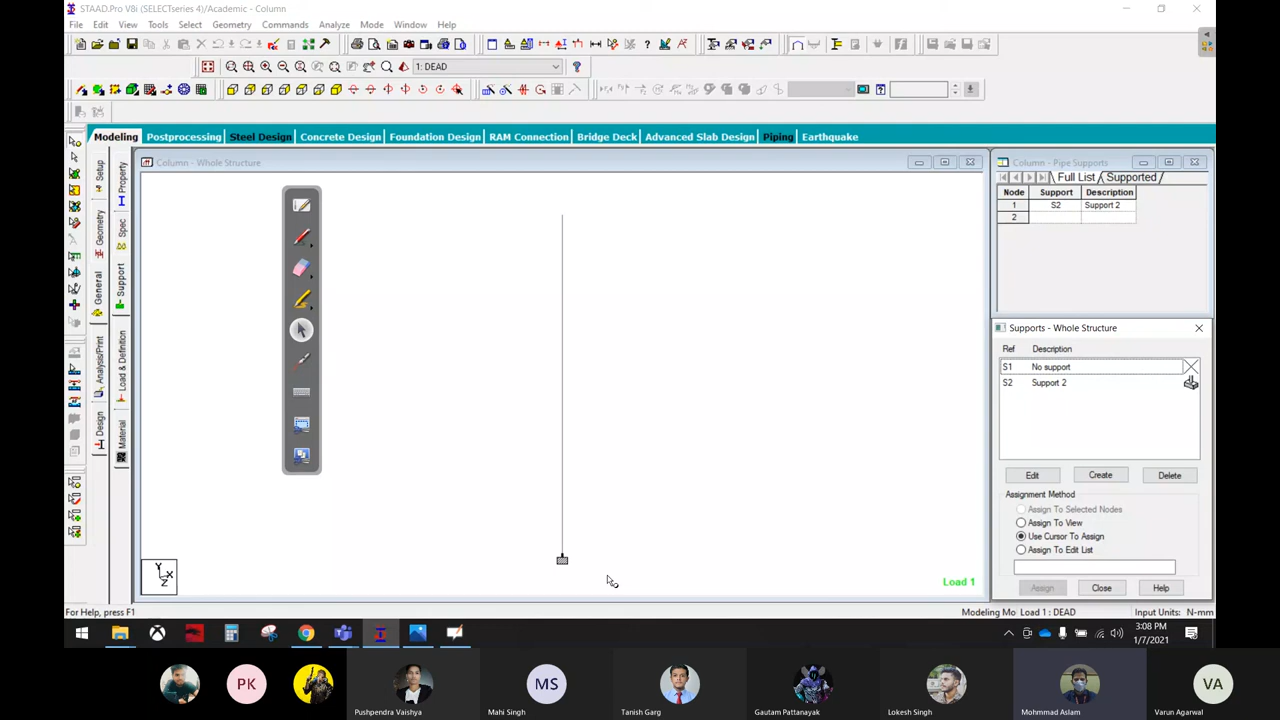 STAAD.Pro V8i (SELECTseries 4)/Academic - Column
File Edit View Tools Select Geometry Commands Analyze Mode Window Help
1: DEAD
Modeling Postprocessing Steel Design Concrete Design Foundation Design RAM Connection Bridge Deck Advanced Slab Design Piping Earthquake
Column - Whole Structure
Column - Pipe Supports
Full List Supported
Node Support Description
1 S2 Support 2
2
Setup
Geometry
General
Analysis/Print
Design
Property
Spec
Support
Load & Definition
Material
Supports - Whole Structure
Ref Description
S1 No support
S2 Support 2
Edit Create Delete
Assignment Method
Assign To Selected Nodes
Assign To View
Use Cursor To Assign
Assign To Edit List
Assign Close Help
Y
X
Z
Load 1
For Help, press F1
Modeling Mo Load 1 : DEAD Input Units: N-mm
3:08 PM
1/7/2021
PK
MS
VA
Pushpendra Vaishya Mahi Singh Tanish Garg Gautam Pattanayak Lokesh Singh Mohmmad Aslam Varun Agarwal